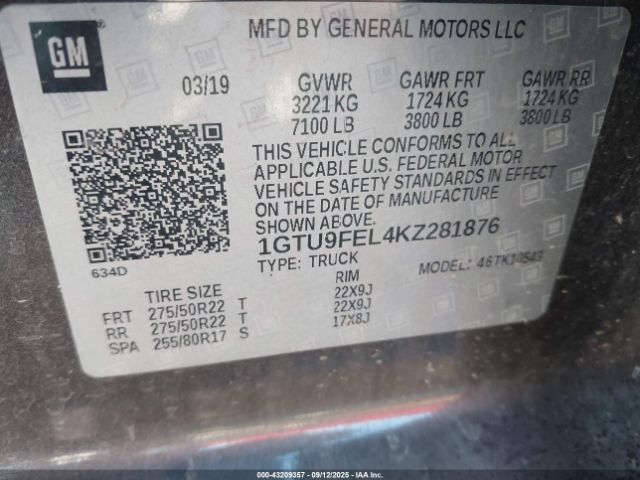 GM
MFD BY GENERAL MOTORS LLC
03/19 GVWR GAWR FRT GAWR RR
3221 KG 1724 KG 1724 KG
7100 LB 3800 LB 3800 LB
THIS VEHICLE CONFORMS TO ALL
APPLICABLE U.S. FEDERAL MOTOR
VEHICLE SAFETY STANDARDS IN EFFECT
ON THE DATE OF MANUFACTURE
SHOWN ABOVE.
1GTU9FEL4KZ281876
634D
TYPE: TRUCK MODEL: 46TK10543
TIRE SIZE RIM
FRT 275/50R22 T 22X9J
RR 275/50R22 T 22X9J
SPA 255/80R17 S 17X8J
000-43209357 - 09/12/2025 - IAAI.com